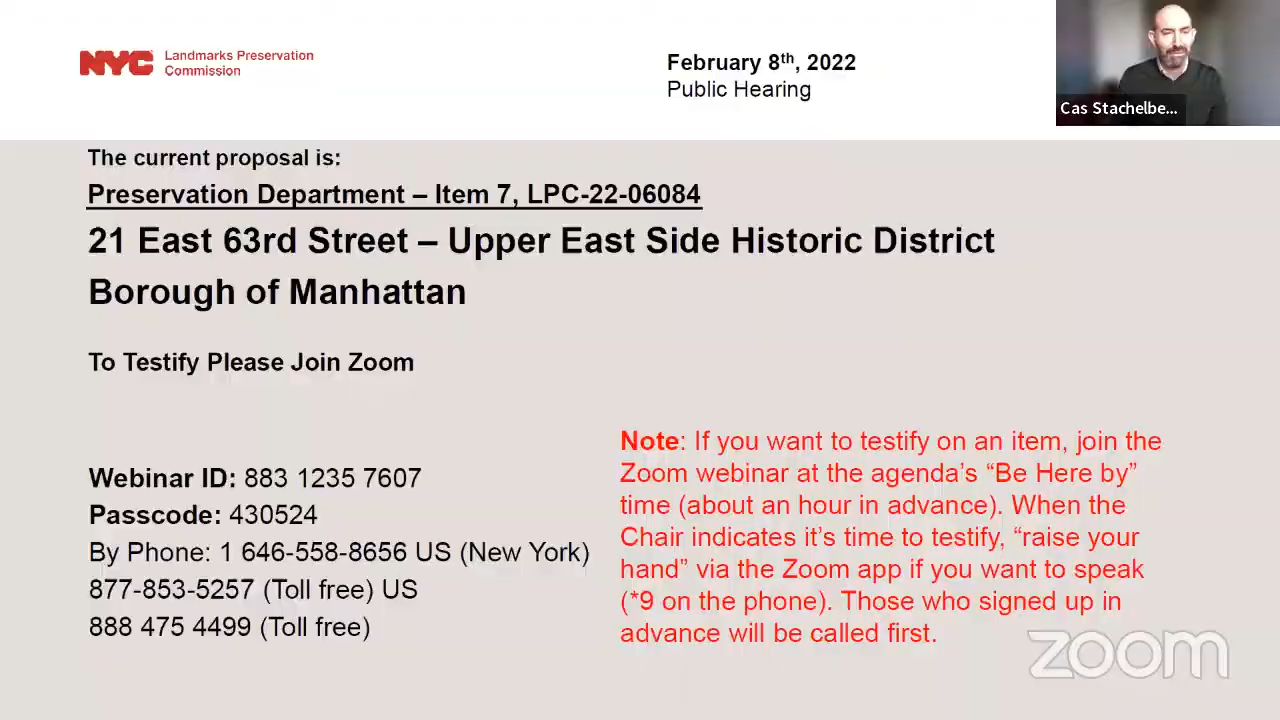 NYC Landmarks Preservation
Commission
February 8th, 2022
Public Hearing
Cas Stachelbe...
The current proposal is:
Preservation Department – Item 7, LPC-22-06084
21 East 63rd Street – Upper East Side Historic District
Borough of Manhattan
To Testify Please Join Zoom
Webinar ID: 883 1235 7607
Passcode: 430524
By Phone: 1 646-558-8656 US (New York)
877-853-5257 (Toll free) US
888 475 4499 (Toll free)
Note: If you want to testify on an item, join the
Zoom webinar at the agenda’s “Be Here by”
time (about an hour in advance). When the
Chair indicates it’s time to testify, “raise your
hand” via the Zoom app if you want to speak
(*9 on the phone). Those who signed up in
advance will be called first.
zoom